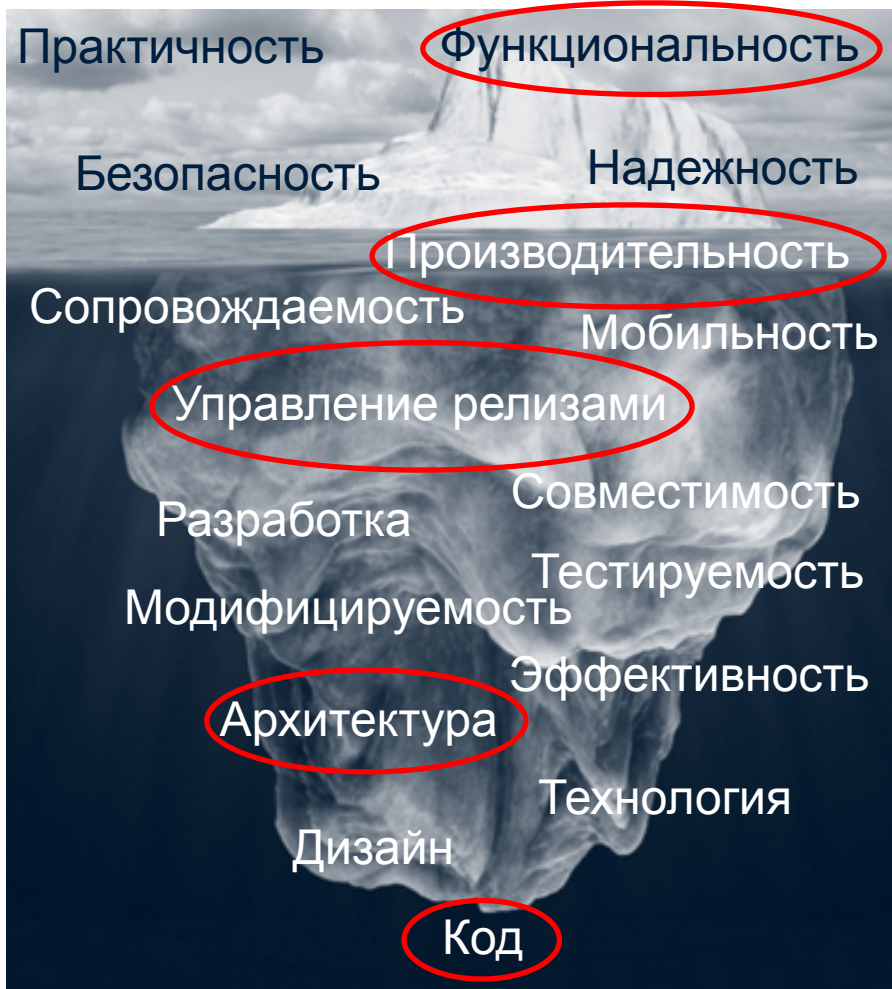 Практичность
Функциональность
Безопасность
Надежность
Производительность
Сопровождаемость
Мобильность
Управление релизами
Совместимость
Разработка
Тестируемость
Модифицируемость
Эффективность
Архитектура
Технология
Дизайн
Код